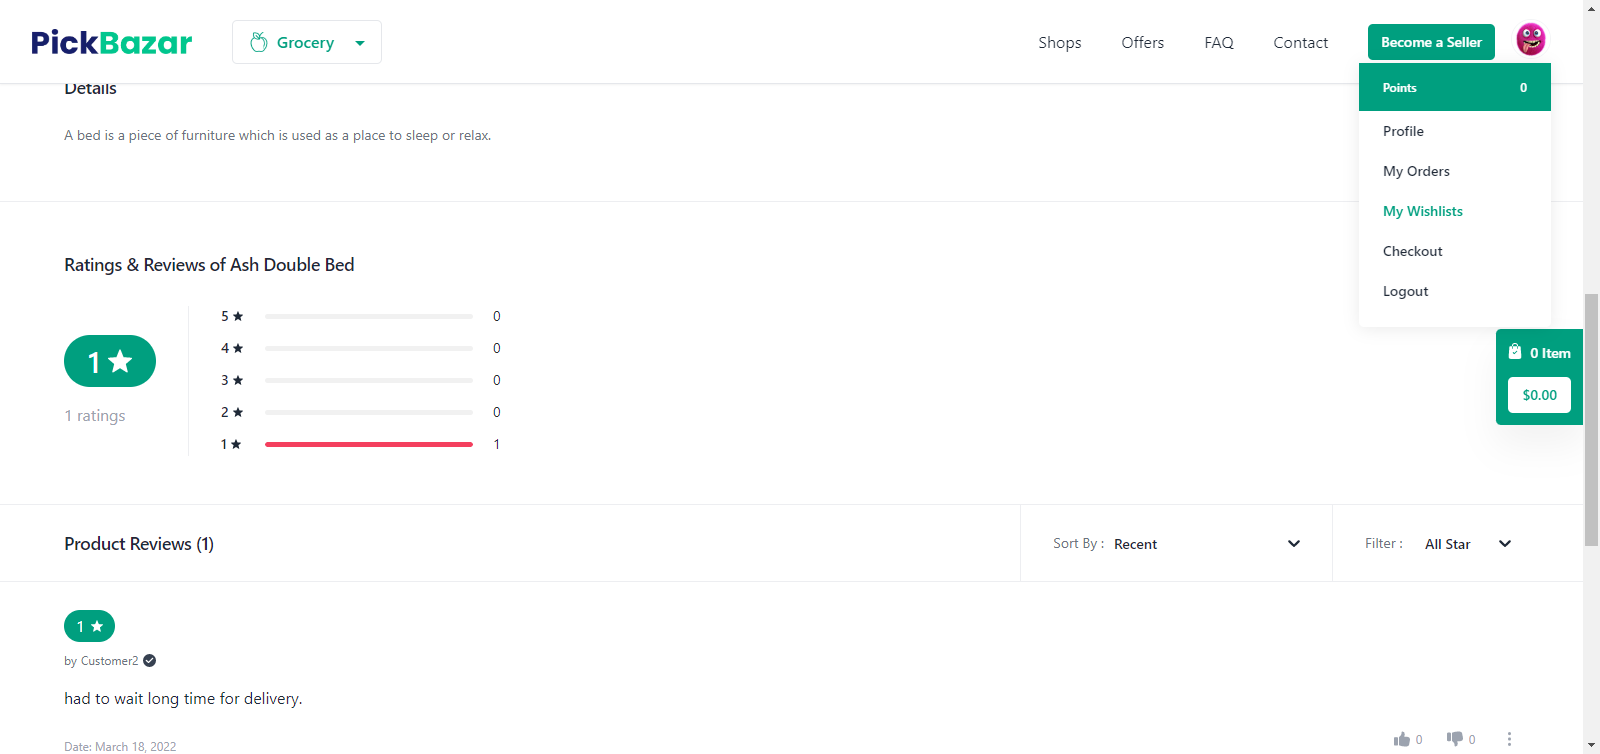 PickBazar
Grocery
Shops
Offers
FAQ
Contact
Become a Seller
Points 0
Profile
My Orders
My Wishlists
Checkout
Logout
Details
A bed is a piece of furniture which is used as a place to sleep or relax.
Ratings & Reviews of Ash Double Bed
1
1 ratings
5 0
4 0
3 0
2 0
1 1
0 Item
$0.00
Product Reviews (1)
Sort By : Recent
Filter : All Star
1
by Customer2
had to wait long time for delivery.
Date: March 18, 2022
0
0